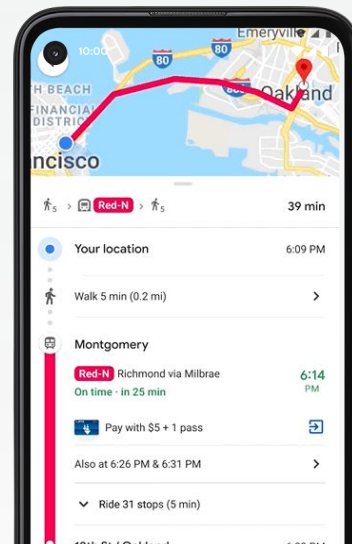 10:00
Emeryville
80
80
H BEACH
FINANCIAL
DISTRIC
Oakland
ncisco
5
Red-N
5
39 min
Your location
6:09 PM
Walk 5 min (0.2 mi)
Montgomery
Red-N Richmond via Milbrae
6:14
PM
On time · in 25 min
Pay with $5 + 1 pass
Also at 6:26 PM & 6:31 PM
Ride 31 stops (5 min)